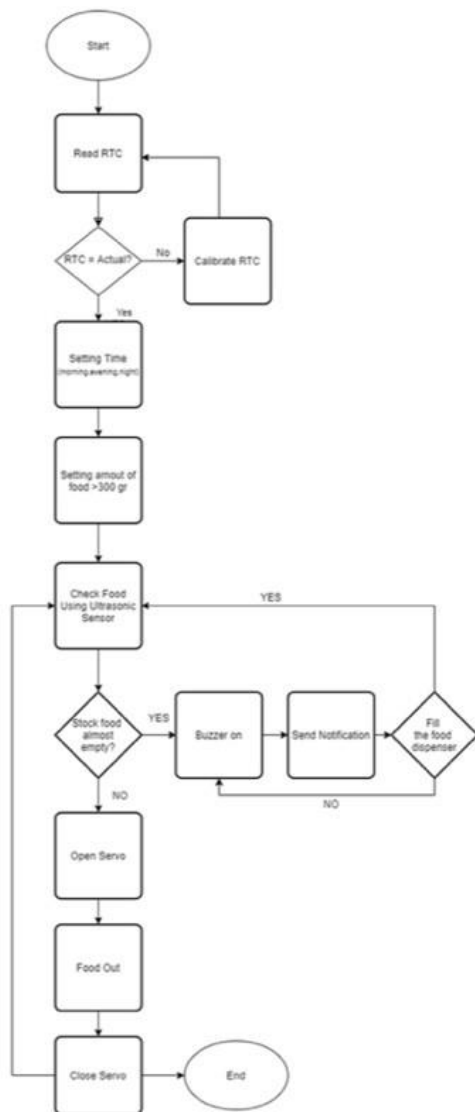 Start
Read RTC
RTC = Actual?
No
Calibrate RTC
Yes
Setting Time
(morning,evening,night)
Setting amout of
food >300 gr
Check Food
Using Ultrasonic
Sensor
YES
Stock food
almost
empty?
YES
Buzzer on
Send Notification
Fill
the food
dispenser
NO
NO
Open Servo
Food Out
Close Servo
End